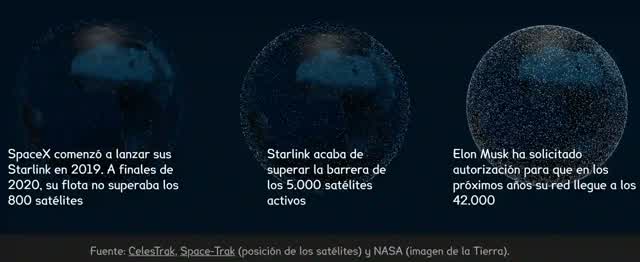 SpaceX comenzó a lanzar sus
Starlink en 2019. A finales de
2020, su flota no superaba los
800 satélites
Starlink acaba de
superar la barrera de
los 5.000 satélites
activos
Elon Musk ha solicitado
autorización para que en los
próximos años su red llegue a los
42.000
Fuente: CelesTrak, Space-Trak (posición de los satélites) y NASA (imagen de la Tierra).